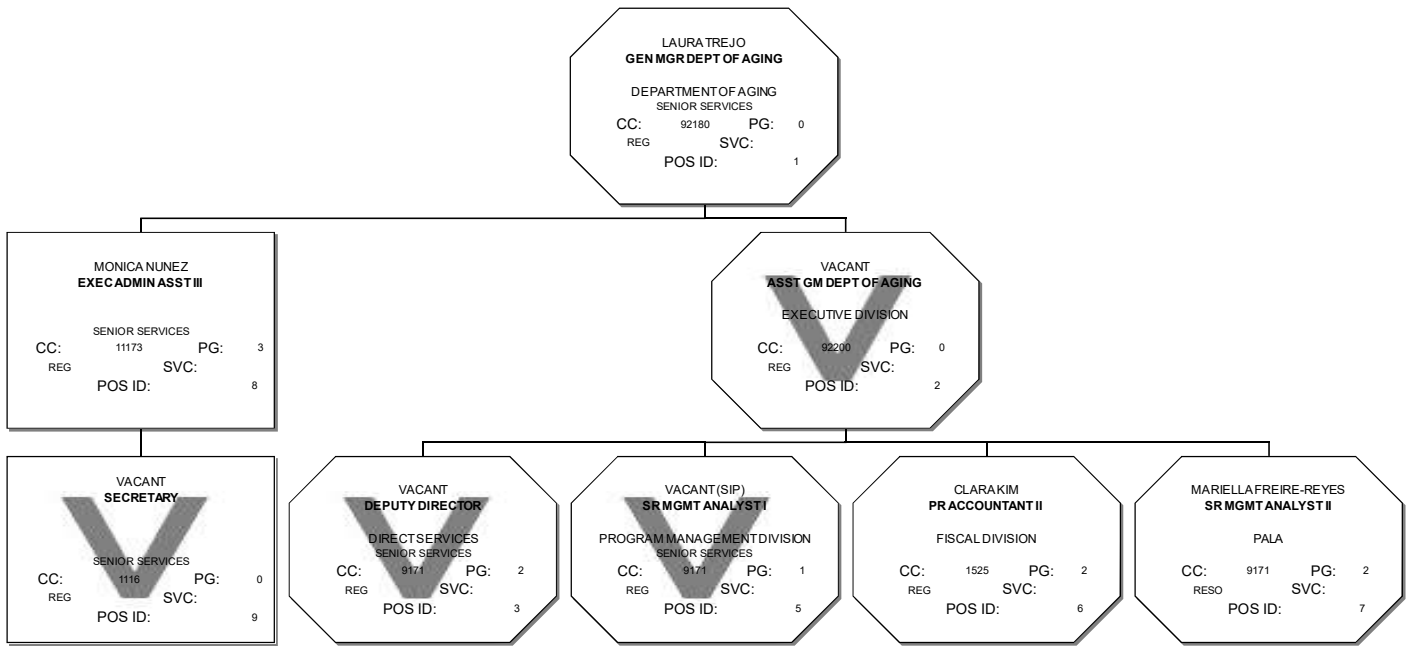 LAURA TREJO
GEN MGR DEPT OF AGING
DEPARTMENT OF AGING
SENIOR SERVICES
CC: 92180 PG: 0
REG SVC:
POS ID: 1
MONICA NUNEZ
EXEC ADMIN ASST III
SENIOR SERVICES
CC: 11173 PG: 3
REG SVC:
POS ID: 8
VACANT
ASST GM DEPT OF AGING
EXECUTIVE DIVISION
CC: 92200 PG: 0
REG SVC:
POS ID: 2
VACANT
SECRETARY
SENIOR SERVICES
CC: 1116 PG: 0
REG SVC:
POS ID: 9
VACANT
DEPUTY DIRECTOR
DIRECT SERVICES
SENIOR SERVICES
CC: 9171 PG: 2
REG SVC:
POS ID: 3
VACANT (SIP)
SR MGMT ANALYST I
PROGRAM MANAGEMENT DIVISION
SENIOR SERVICES
CC: 9171 PG: 1
REG SVC:
POS ID: 5
CLARA KIM
PR ACCOUNTANT II
FISCAL DIVISION
CC: 1525 PG: 2
REG SVC:
POS ID: 6
MARIELLA FREIRE-REYES
SR MGMT ANALYST II
PALA
CC: 9171 PG: 2
RESO SVC:
POS ID: 7
V
V
V
V